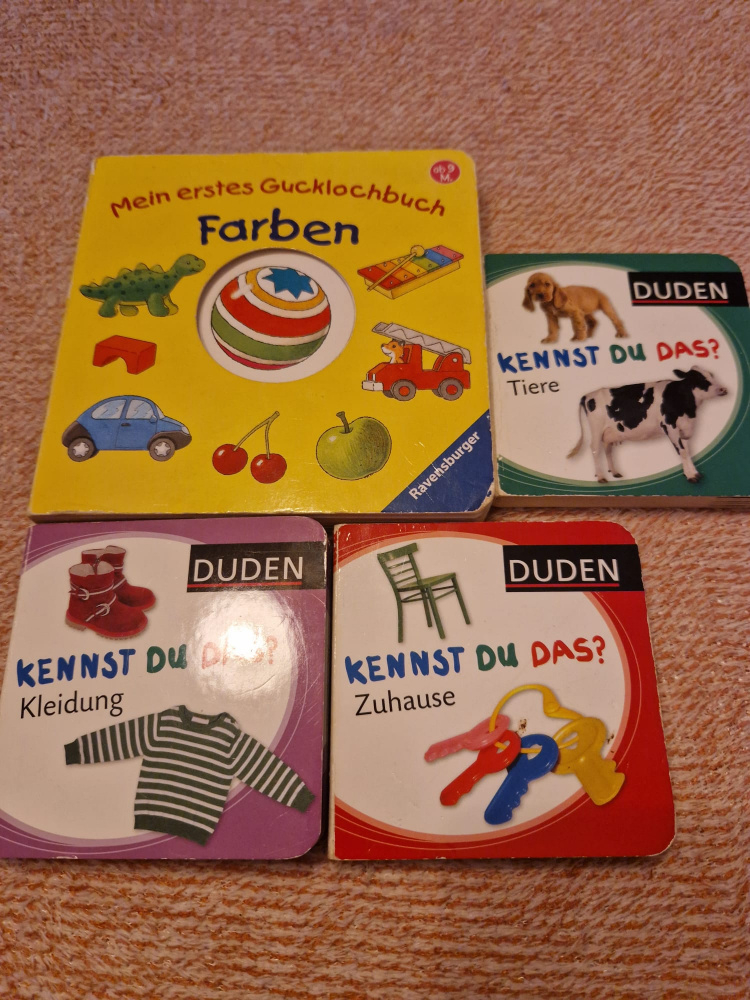 Mein erstes Gucklochbuch
ab 9
M.
Farben
Ravensburger
DUDEN
KENNST DU DAS?
Tiere
DUDEN
KENNST DU DAS?
Kleidung
DUDEN
KENNST DU DAS?
Zuhause